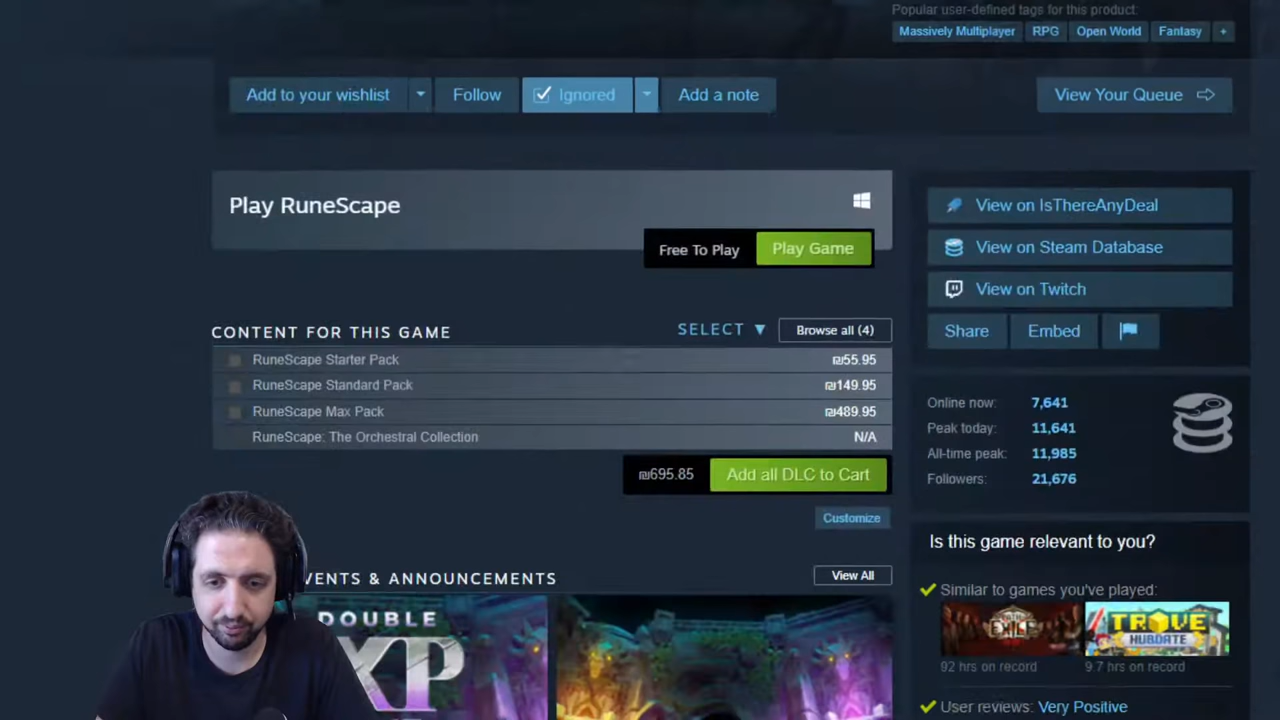 Popular user-defined tags for this product:
Massively Multiplayer RPG Open World Fantasy +
Add to your wishlist Follow Ignored Add a note View Your Queue
Play RuneScape
Free To Play Play Game
CONTENT FOR THIS GAME SELECT Browse all (4)
RuneScape Starter Pack ₪55.95
RuneScape Standard Pack ₪149.95
RuneScape Max Pack ₪489.95
RuneScape: The Orchestral Collection N/A
₪695.85 Add all DLC to Cart
Customize
VENTS & ANNOUNCEMENTS View All
DOUBLE
XP
View on IsThereAnyDeal
View on Steam Database
View on Twitch
Share Embed
Online now: 7,641
Peak today: 11,641
All-time peak: 11,985
Followers: 21,676
Is this game relevant to you?
Similar to games you've played:
EXILE
TROVE
HUBDATE
92 hrs on record 9.7 hrs on record
User reviews: Very Positive